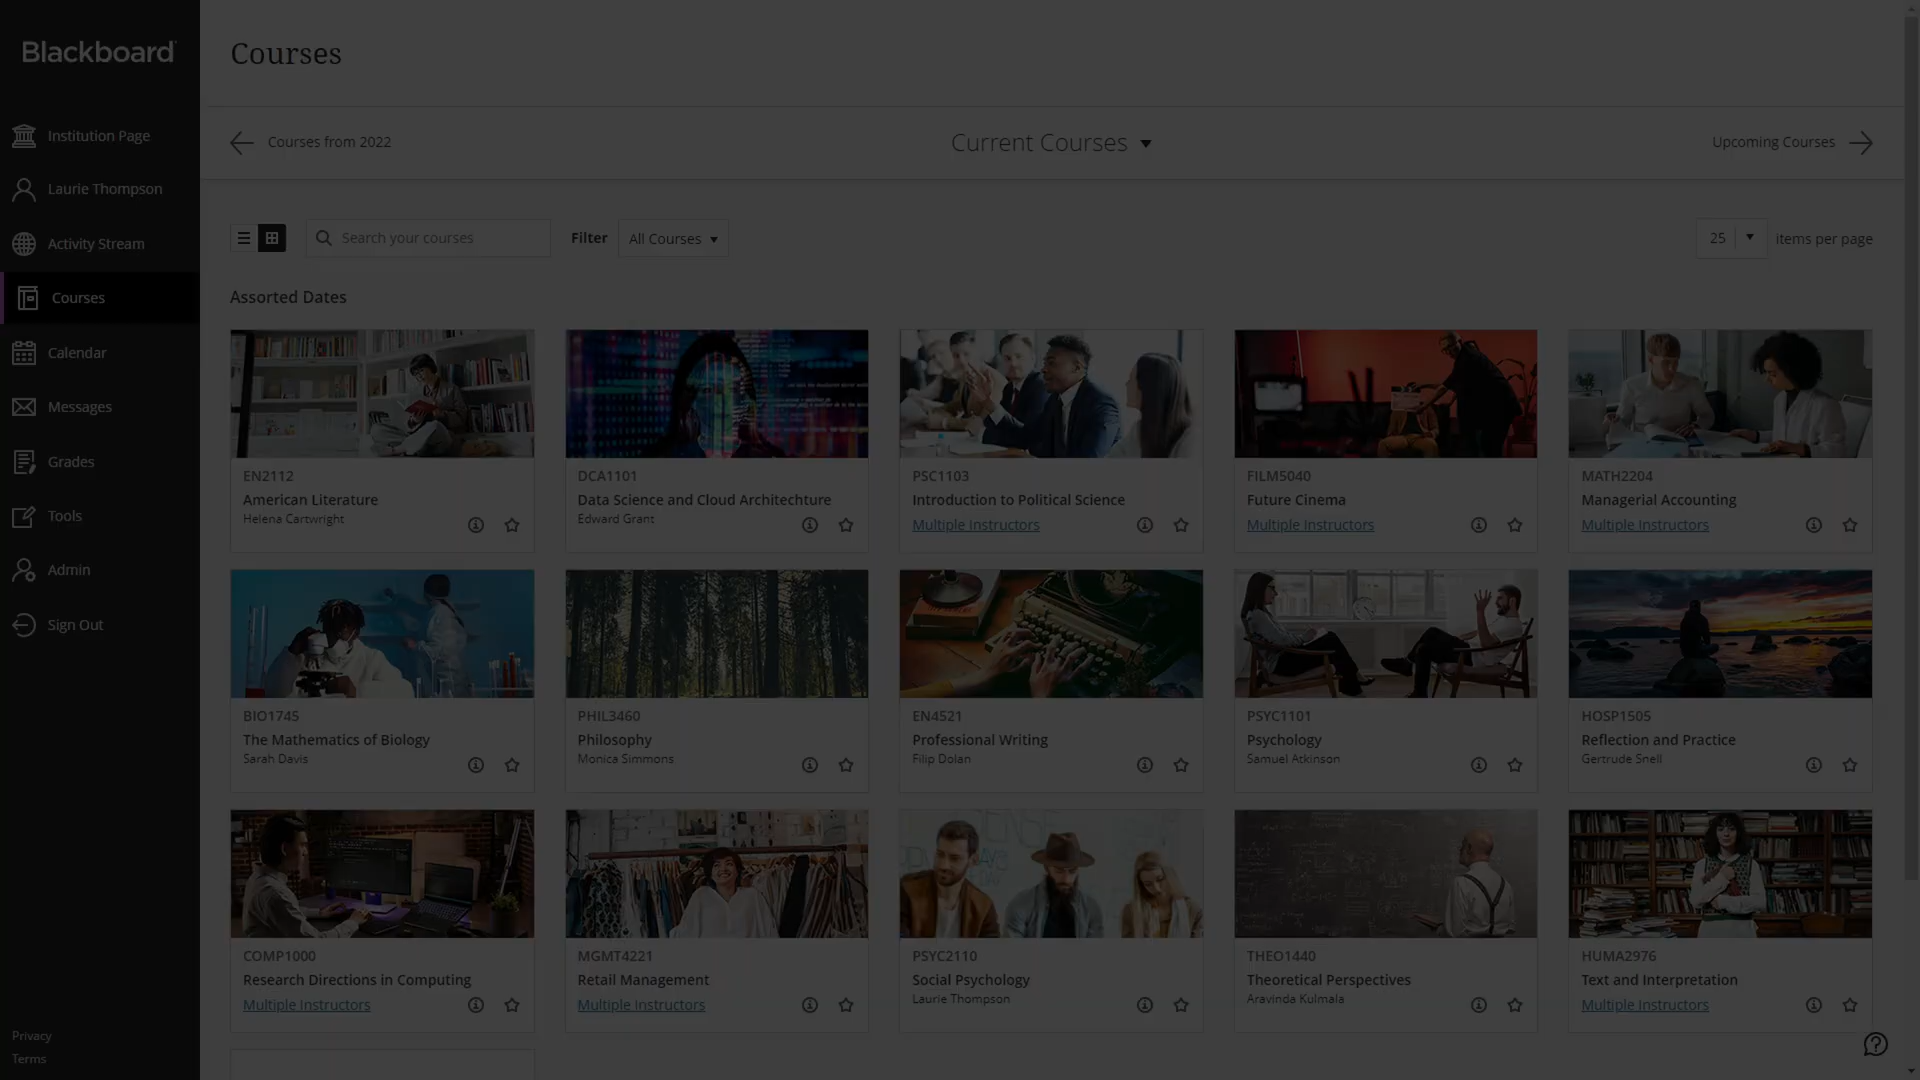 Blackboard
Institution Page
Laurie Thompson
Activity Stream
Courses
Calendar
Messages
Grades
Tools
Admin
Sign Out
Privacy
Terms
Courses
Courses from 2022
Current Courses
Upcoming Courses
Search your courses
Filter
All Courses
25
items per page
Assorted Dates
EN2112
American Literature
Helena Cartwright
DCA1101
Data Science and Cloud Architechture
Edward Grant
PSC1103
Introduction to Political Science
Multiple Instructors
FILM5040
Future Cinema
Multiple Instructors
MATH2204
Managerial Accounting
Multiple Instructors
BIO1745
The Mathematics of Biology
Sarah Davis
PHIL3460
Philosophy
Monica Simmons
EN4521
Professional Writing
Filip Dolan
PSYC1101
Psychology
Samuel Atkinson
HOSP1505
Reflection and Practice
Gertrude Snell
COMP1000
Research Directions in Computing
Multiple Instructors
MGMT4221
Retail Management
Multiple Instructors
PSYC2110
Social Psychology
Laurie Thompson
THEO1440
Theoretical Perspectives
Aravinda Kulmala
HUMA2976
Text and Interpretation
Multiple Instructors